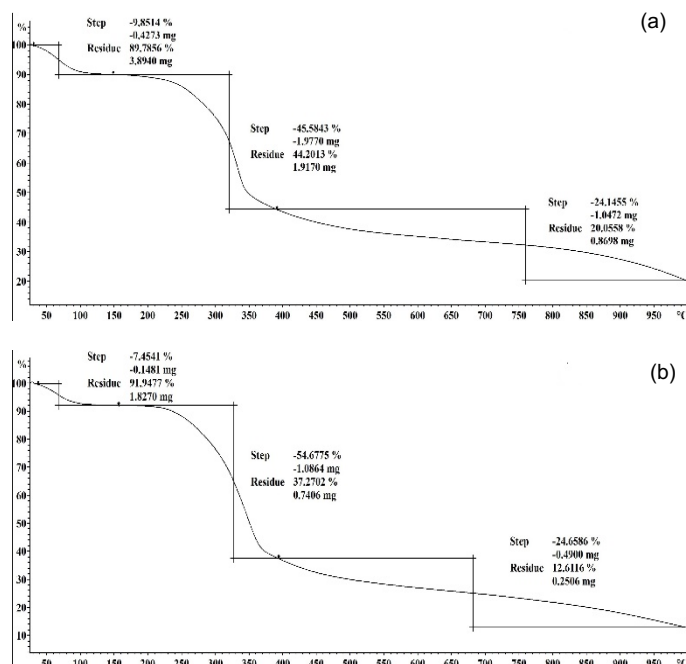 (a)
Step -9.8514 %
-0.4273 mg
Residue 89.7856 %
3.8940 mg
%
100
90
80
70
60
50
40
30
20
Step -45.5843 %
-1.9770 mg
Residue 44.2013 %
1.9170 mg
Step -24.1455 %
-1.0472 mg
Residue 20.0558 %
0.8698 mg
50 100 150 200 250 300 350 400 450 500 550 600 650 700 750 800 850 900 950 °C
(b)
Step -7.4541 %
-0.1481 mg
Residue 91.9477 %
1.8270 mg
%
100
90
80
70
60
50
40
30
20
10
Step -54.6775 %
-1.0864 mg
Residue 37.2702 %
0.7406 mg
Step -24.6586 %
-0.4900 mg
Residue 12.6116 %
0.2506 mg
50 100 150 200 250 300 350 400 450 500 550 600 650 700 750 800 850 900 950 °C